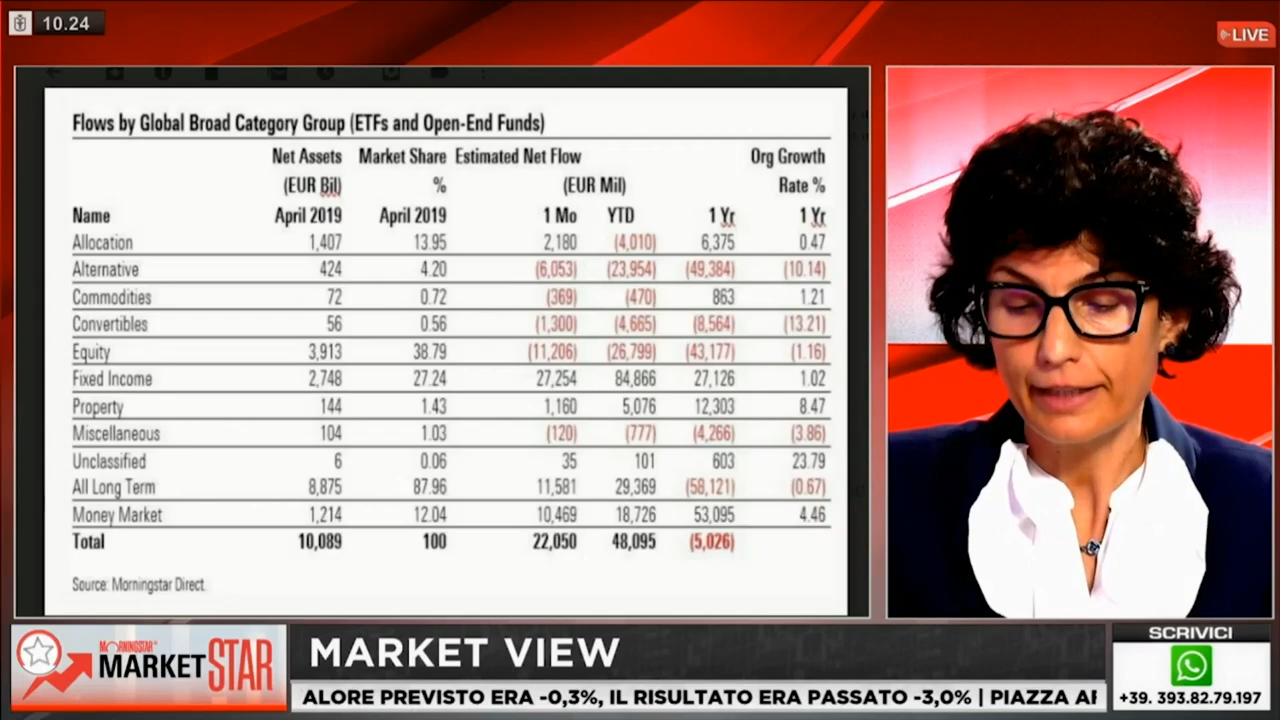 10.24
LIVE
Flows by Global Broad Category Group (ETFs and Open-End Funds)
Net Assets Market Share Estimated Net Flow Org Growth
(EUR Bil) % (EUR Mil) Rate %
Name April 2019 April 2019 1 Mo YTD 1 Yr 1 Yr
Allocation 1,407 13.95 2,180 (4,010) 6,375 0.47
Alternative 424 4.20 (6,053) (23,954) (49,384) (10.14)
Commodities 72 0.72 (369) (470) 863 1.21
Convertibles 56 0.56 (1,300) (4,665) (8,564) (13.21)
Equity 3,913 38.79 (11,206) (26,799) (43,177) (1.16)
Fixed Income 2,748 27.24 27,254 84,866 27,126 1.02
Property 144 1.43 1,160 5,076 12,303 8.47
Miscellaneous 104 1.03 (120) (777) (4,266) (3.86)
Unclassified 6 0.06 35 101 603 23.79
All Long Term 8,875 87.96 11,581 29,369 (58,121) (0.67)
Money Market 1,214 12.04 10,469 18,726 53,095 4.46
Total 10,089 100 22,050 48,095 (5,026)
Source: Morningstar Direct.
MORNINGSTAR
MARKET STAR
MARKET VIEW
ALORE PREVISTO ERA -0,3%, IL RISULTATO ERA PASSATO -3,0% | PIAZZA AF
SCRIVICI
+39. 393.82.79.197